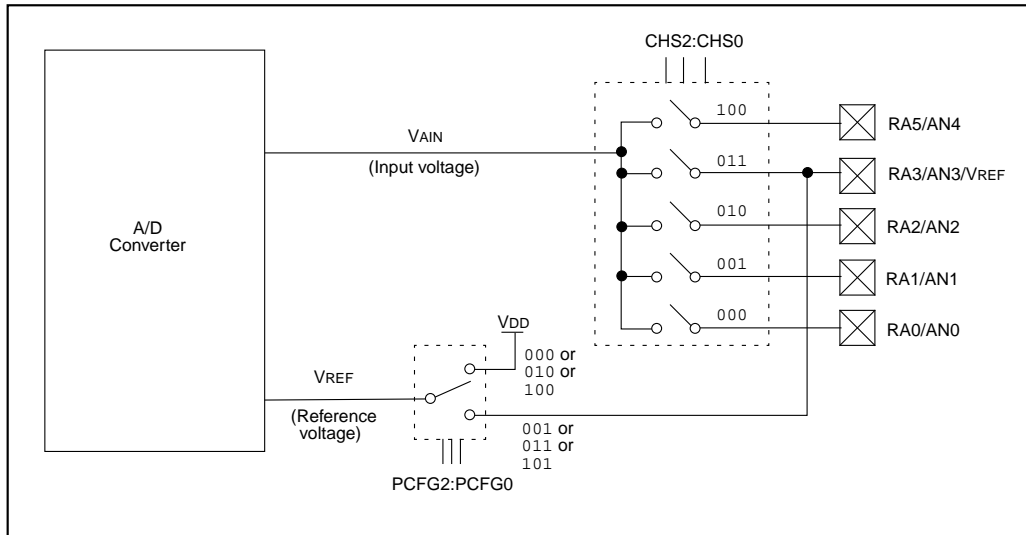 CHS2:CHS0
100
RA5/AN4
VAIN
(Input voltage)
011
RA3/AN3/VREF
A/D
Converter
010
RA2/AN2
001
RA1/AN1
000
RA0/AN0
VDD
000 or
010 or
100
VREF
(Reference
voltage)
001 or
011 or
101
PCFG2:PCFG0